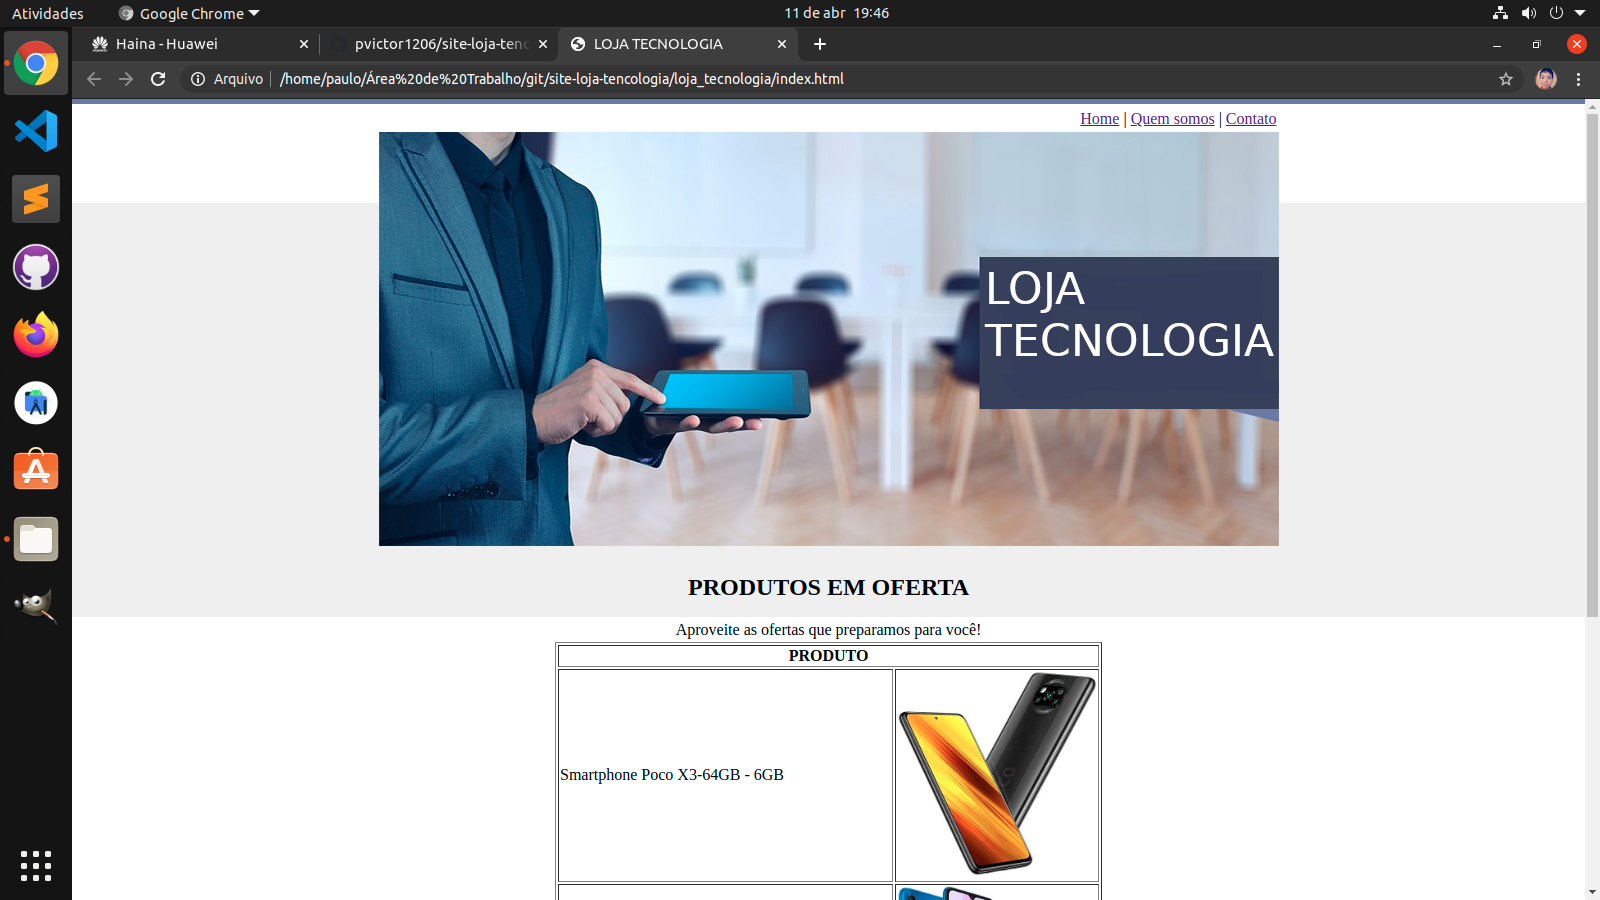 Atividades
Google Chrome
11 de abr 19:46
Haina - Huawei
pvictor1206/site-loja-tenc
LOJA TECNOLOGIA
Arquivo
/home/paulo/Área%20de%20Trabalho/git/site-loja-tencologia/loja_tecnologia/index.html
Home | Quem somos | Contato
LOJA
TECNOLOGIA
PRODUTOS EM OFERTA
Aproveite as ofertas que preparamos para você!
PRODUTO
Smartphone Poco X3-64GB - 6GB